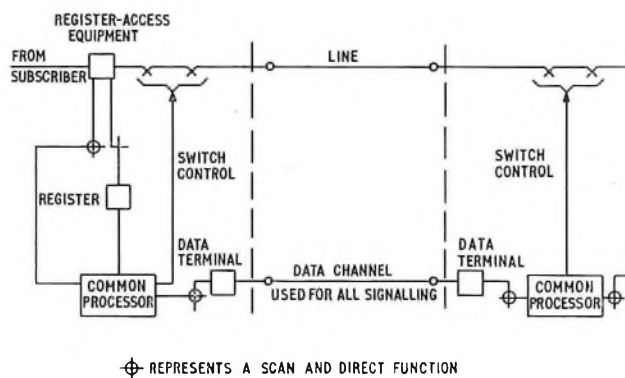 REGISTER-ACCESS
EQUIPMENT
FROM
SUBSCRIBER
LINE
SWITCH
CONTROL
SWITCH
CONTROL
REGISTER
DATA
TERMINAL
DATA
TERMINAL
COMMON
PROCESSOR
DATA CHANNEL
USED FOR ALL SIGNALLING
COMMON
PROCESSOR
REPRESENTS A SCAN AND DIRECT FUNCTION